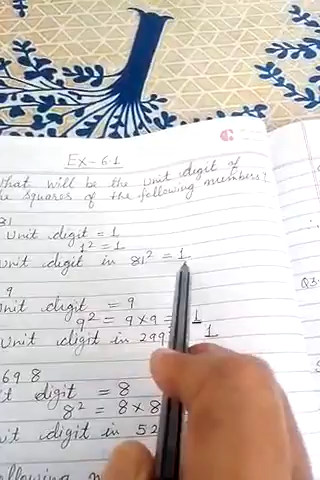 Ex-6.1
What will be the unit digit of
the squares of the following numbers?
81
Unit digit = 1
1² = 1
Unit digit in 81² = 1
9
Unit digit = 9
9² = 9×9 = 1
Unit digit in 299 1
698
digit = 8
8² = 8×8
digit in 52
following
Q3.